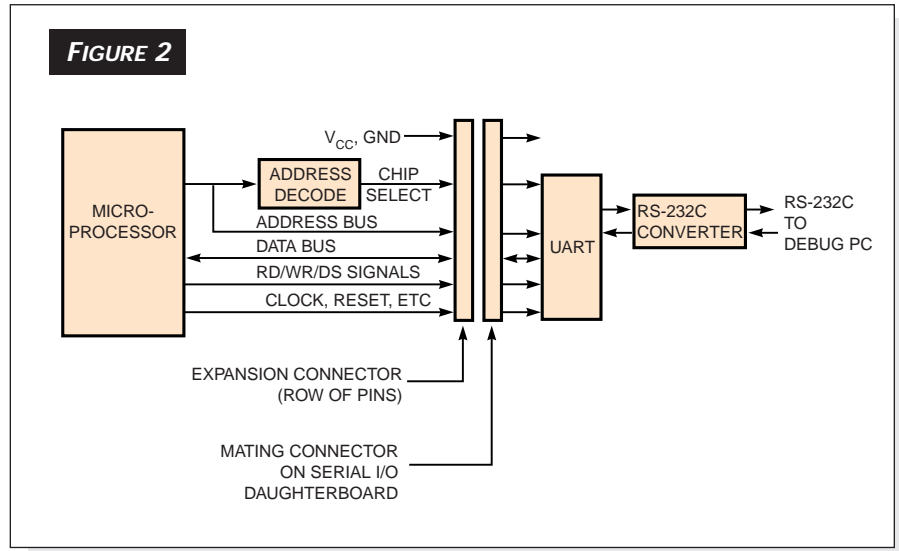 FIGURE 2
V_CC, GND
ADDRESS
DECODE
CHIP
SELECT
MICRO-
PROCESSOR
ADDRESS BUS
DATA BUS
RD/WR/DS SIGNALS
CLOCK, RESET, ETC
UART
RS-232C
CONVERTER
RS-232C
TO
DEBUG PC
EXPANSION CONNECTOR
(ROW OF PINS)
MATING CONNECTOR
ON SERIAL I/O
DAUGHTERBOARD